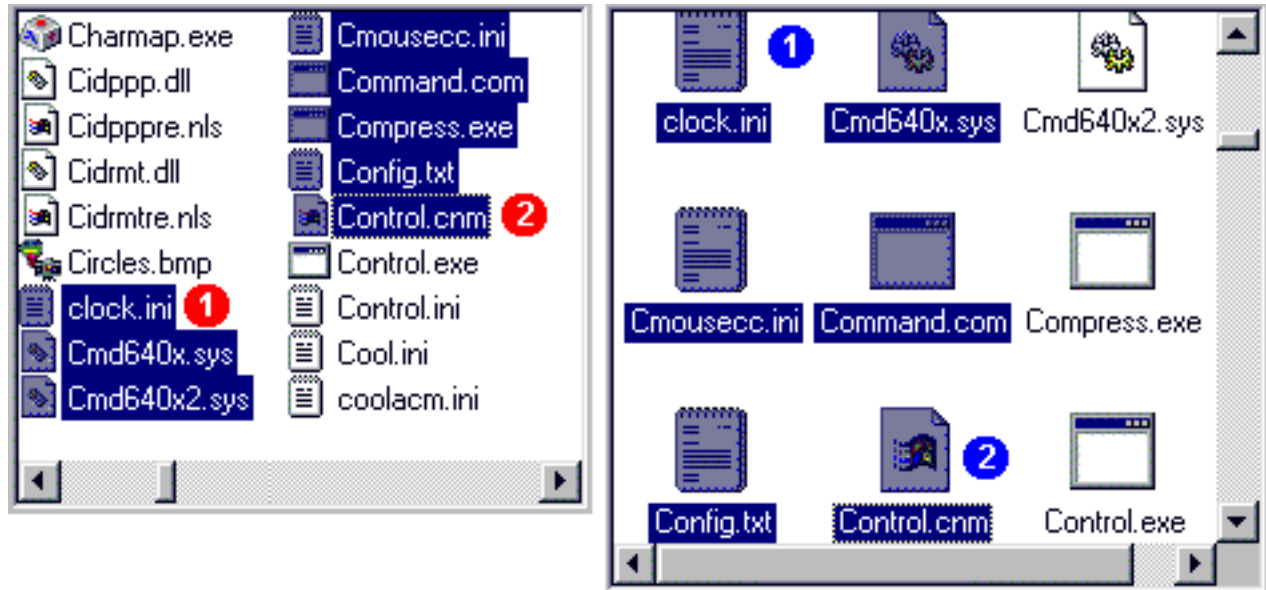 Charmap.exe
Cidppp.dll
Cidpppre.nls
Cidrmt.dll
Cidrmtre.nls
Circles.bmp
clock.ini 1
Cmd640x.sys
Cmd640x2.sys
Cmousecc.ini
Command.com
Compress.exe
Config.txt
Control.cnm 2
Control.exe
Control.ini
Cool.ini
coolacm.ini
1
clock.ini Cmd640x.sys Cmd640x2.sys
Cmousecc.ini Command.com Compress.exe
2
Config.txt Control.cnm Control.exe